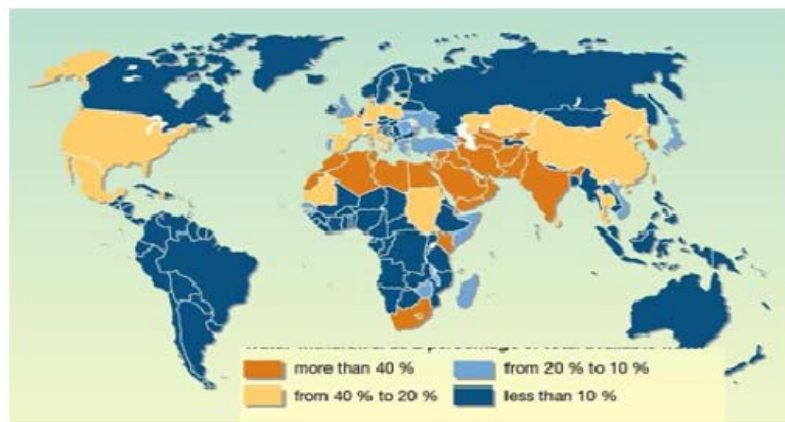 more than 40 %
from 20 % to 10 %
from 40 % to 20 %
less than 10 %